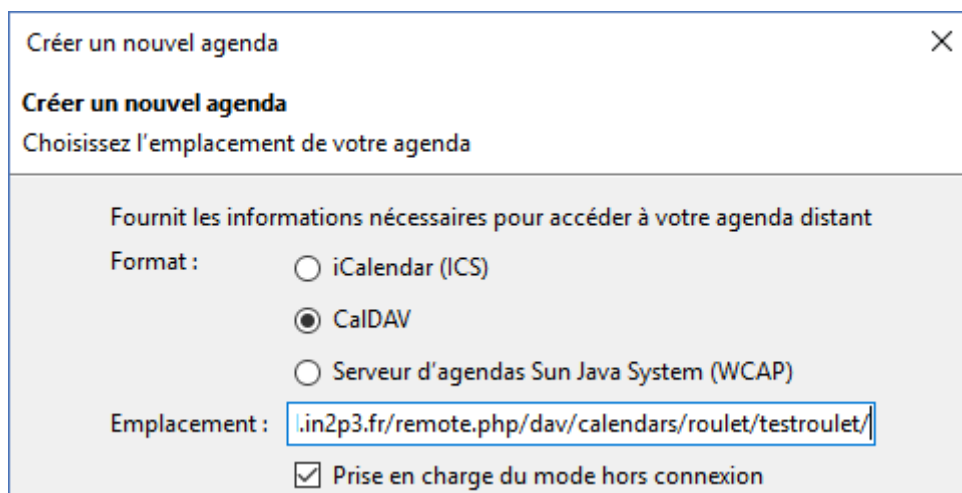 Créer un nouvel agenda
Créer un nouvel agenda
Choisissez l'emplacement de votre agenda
Fournit les informations nécessaires pour accéder à votre agenda distant
Format :
iCalendar (ICS)
CalDAV
Serveur d'agendas Sun Java System (WCAP)
Emplacement : .in2p3.fr/remote.php/dav/calendars/roulet/testroulet/
Prise en charge du mode hors connexion